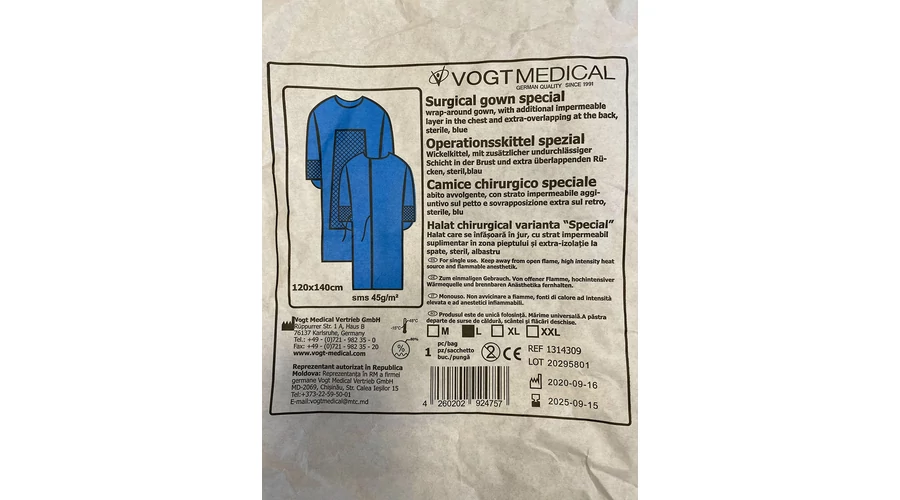 VOGT MEDICAL
GERMAN QUALITY SINCE 1991
Surgical gown special
wrap-around gown, with additional impermeable
layer in the chest and extra-overlapping at the back,
sterile, blue
Operationsskittel spezial
Wickelkittel, mit zusätzlicher undurchlässiger
Schicht in der Brust und extra überlappenden Rü-
cken, steril,blau
Camice chirurgico speciale
abito avvolgente, con strato impermeabile aggi-
untivo sul petto e sovrapposizione extra sul retro,
sterile, blu
Halat chirurgical varianta "Special"
Halat care se înfășoară în jur, cu strat impermeabil
suplimentar în zona pieptului și extra-izolație la
spate, steril, albastru
For single use. Keep away from open flame, high intensity heat
source and flammable anesthetik.
Zum einmaligen Gebrauch. Von offener Flamme, hochintensiver
Wärmequelle und brennbaren Anästhetika fernhalten.
Monouso. Non avvicinare a fiamme, fonti di calore ad intensità
elevata e ad anestetici infiammabili.
Produsul este de unică folosință. Mărime universală.A păstra
departe de surse de căldură, scântei și flăcări deschise.
120x140cm
sms 45g/m²
M L XL XXL
Vogt Medical Vertrieb GmbH
Rüppurrer Str. 1 A, Haus B
76137 Karlsruhe, Germany
Tel.: +49 - (0)721 - 982 35 - 0
Fax: +49 - (0)721 - 982 35 - 20
www.vogt-medical.com
Reprezentant autorizat in Republica
Moldova: Reprezentanța în RM a firmei
germane Vogt Medical Vertrieb GmbH
MD-2069, Chișinău, Str. Calea Ieșilor 15
Tel:+373-22-59-50-01
E-mail:vogtmedical@mtc.md
1
pc/bag
pz/sacchetto
buc./pungă
2
CE
REF 1314309
LOT 20295801
2020-09-16
2025-09-15
4 260202 924757